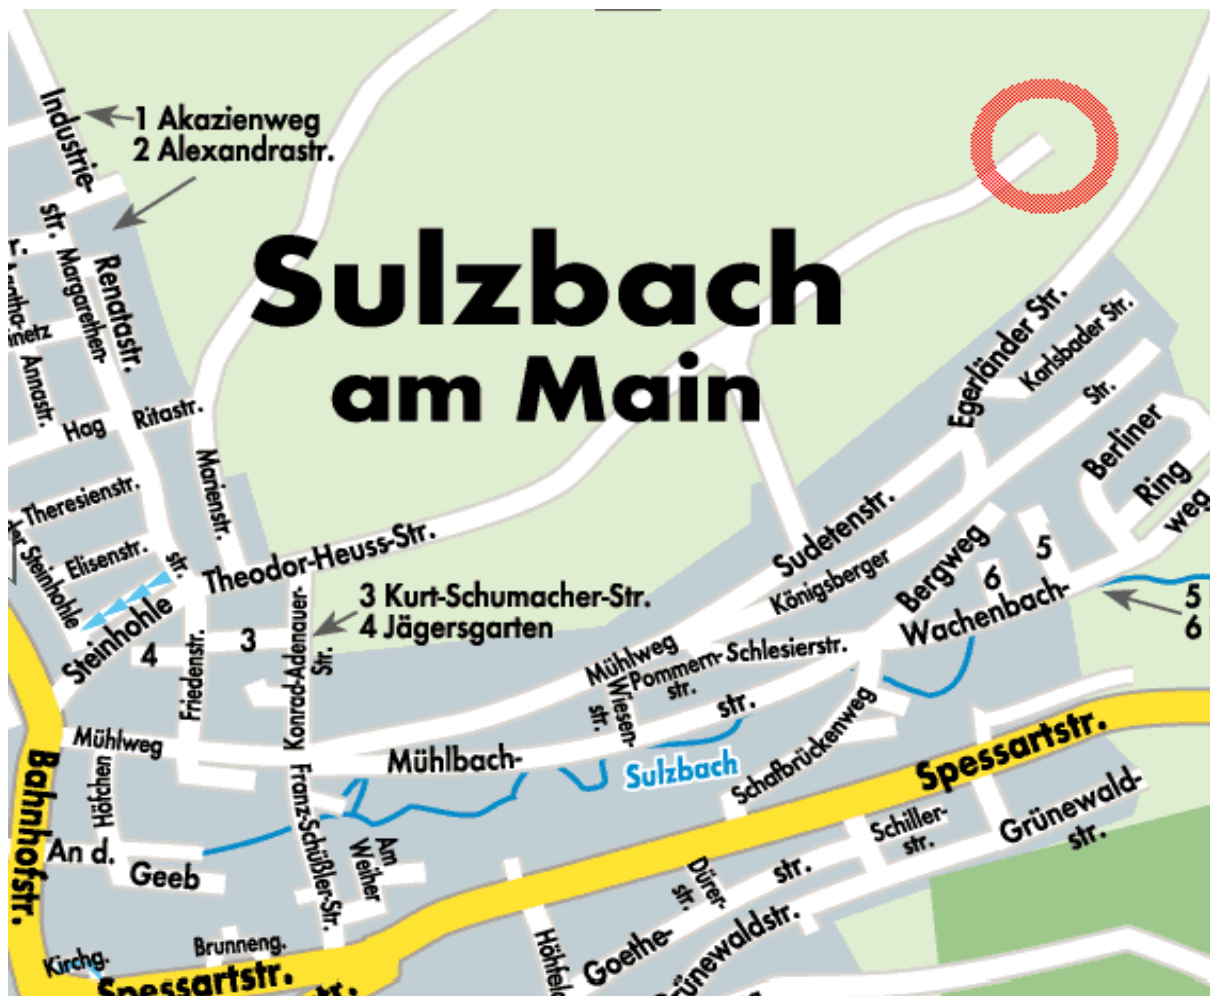 Industrie-
str.
1 Akazienweg
2 Alexandrastr.
Sulzbach
am Main
Margarethen-
Renatastr.
Annastr.
Hag
Ritastr.
Marienstr.
Theresienstr.
Elisenstr.
str.
Steinhohle
Steinhohle
Theodor-Heuss-Str.
3 Kurt-Schumacher-Str.
4 Jägersgarten
3
4
Friedenstr.
Konrad-Adenauer-
Str.
Egerländer Str.
Karlsbader Str.
Sudetenstr.
Königsberger
Str.
Berliner
Ring
weg
Bergweg
5
6
Wachenbach-
5
6
Mühlweg
Pommern-
str.
Schlesierstr.
Wiesen-
str.
Mühlweg
Mühlbach-
str.
Sulzbach
Schafbrückenweg
Höfchen
An d.
Geeb
Franz-Schüßler-Str.
Am
Weiher
Bahnhofstr.
Spessartstr.
Schiller-
str.
Grünewald-
str.
Dürer-
str.
Goethe-
str.
Grünewaldstr.
Brunneng.
Kirchg.
Spessartstr.
str.